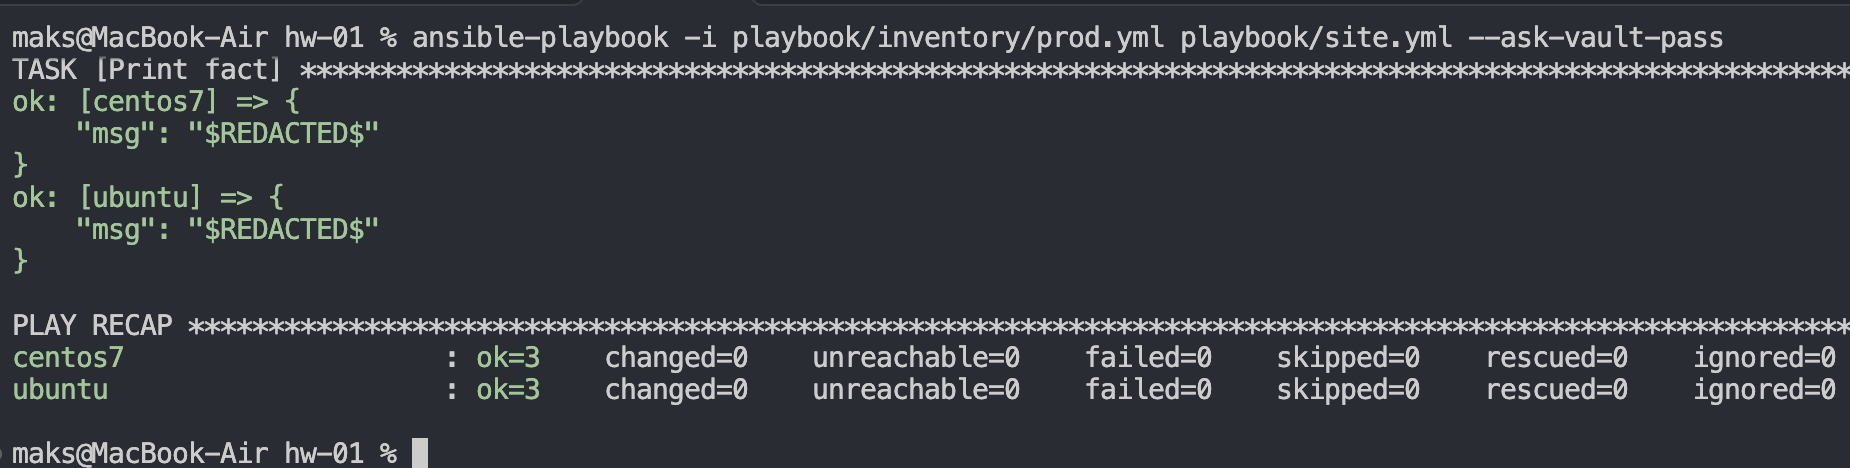 maks@MacBook-Air hw-01 % ansible-playbook -i playbook/inventory/prod.yml playbook/site.yml --ask-vault-pass
TASK [Print fact] *************************************************************************************************
ok: [centos7] => {
    "msg": "$REDACTED$"
}
ok: [ubuntu] => {
    "msg": "$REDACTED$"
}
PLAY RECAP ********************************************************************************************************
centos7                    : ok=3    changed=0    unreachable=0    failed=0    skipped=0    rescued=0    ignored=0
ubuntu                     : ok=3    changed=0    unreachable=0    failed=0    skipped=0    rescued=0    ignored=0
maks@MacBook-Air hw-01 %